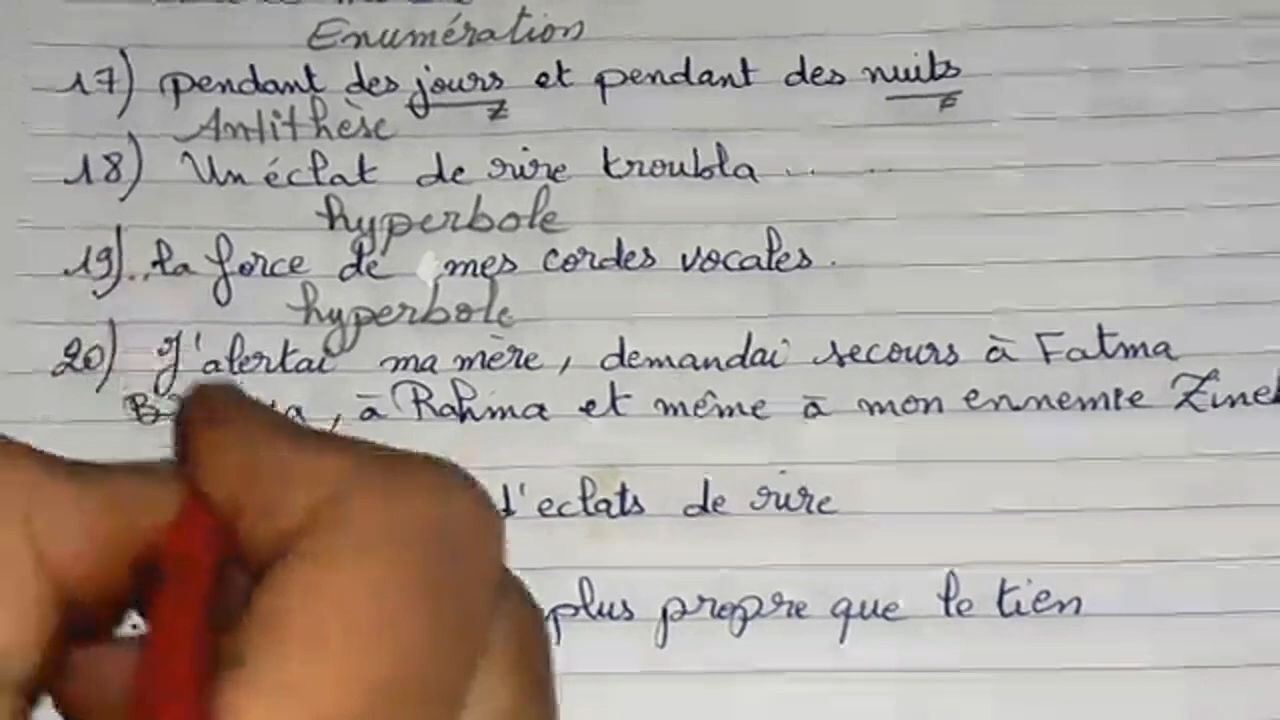 Enumération
17) pendant des jours et pendant des nuits
≠ ≠
Antithèse
18) Un éclat de rire troubla .. ..
hyperbole
19) .. la force de mes cordes vocales.
hyperbole
20) J'alertai ma mère, demandai secours à Fatma
, à Rahma et même à mon ennemie Zineb
d'eclats de rire
plus propre que le tien